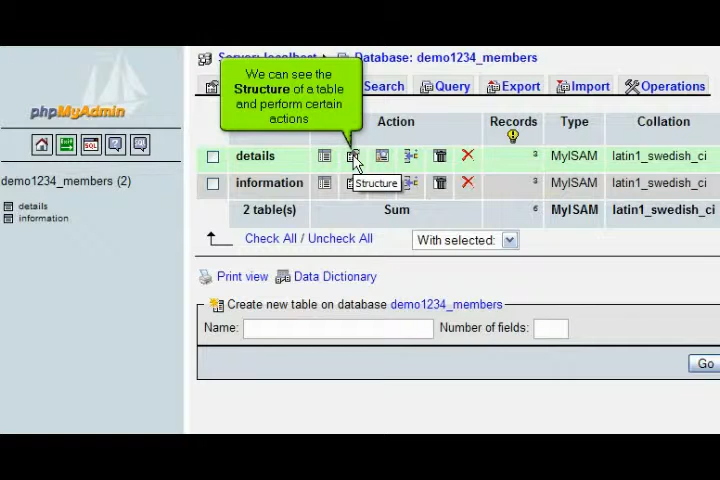 Database: demo1234_members
We can see the
Structure of a table
and perform certain
actions
Search Query Export Import Operations
phpMyAdmin
Action Records Type Collation
details 3 MyISAM latin1_swedish_ci
Structure
demo1234_members (2)
information 3 MyISAM latin1_swedish_ci
details
information
2 table(s) Sum 6 MyISAM latin1_swedish_ci
Check All / Uncheck All With selected:
Print view Data Dictionary
Create new table on database demo1234_members
Name: Number of fields:
Go
SQL